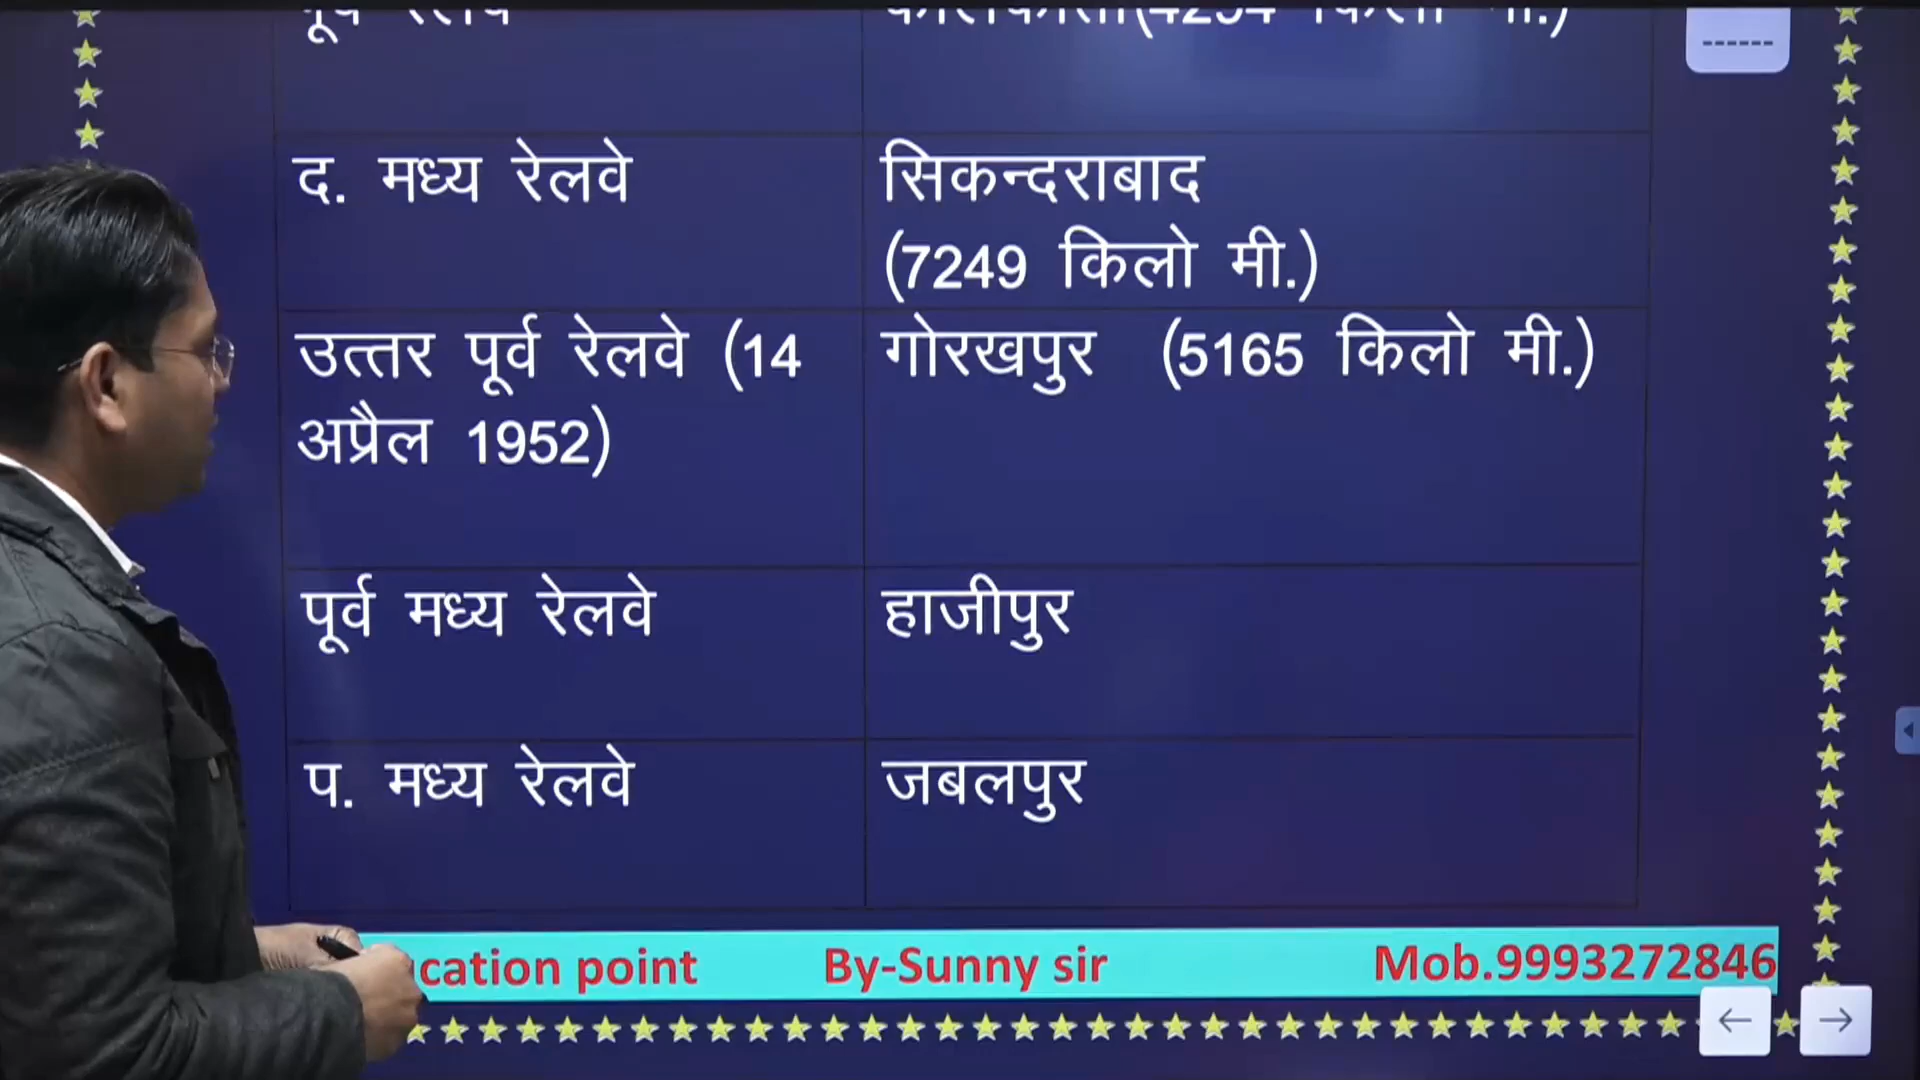 पूर्व रेलवे
द. मध्य रेलवे
सिकन्दराबाद
(7249 किलो मी.)
उत्तर पूर्व रेलवे (14
अप्रैल 1952)
गोरखपुर (5165 किलो मी.)
पूर्व मध्य रेलवे
हाजीपुर
प. मध्य रेलवे
जबलपुर
point By-Sunny sir Mob.9993272846